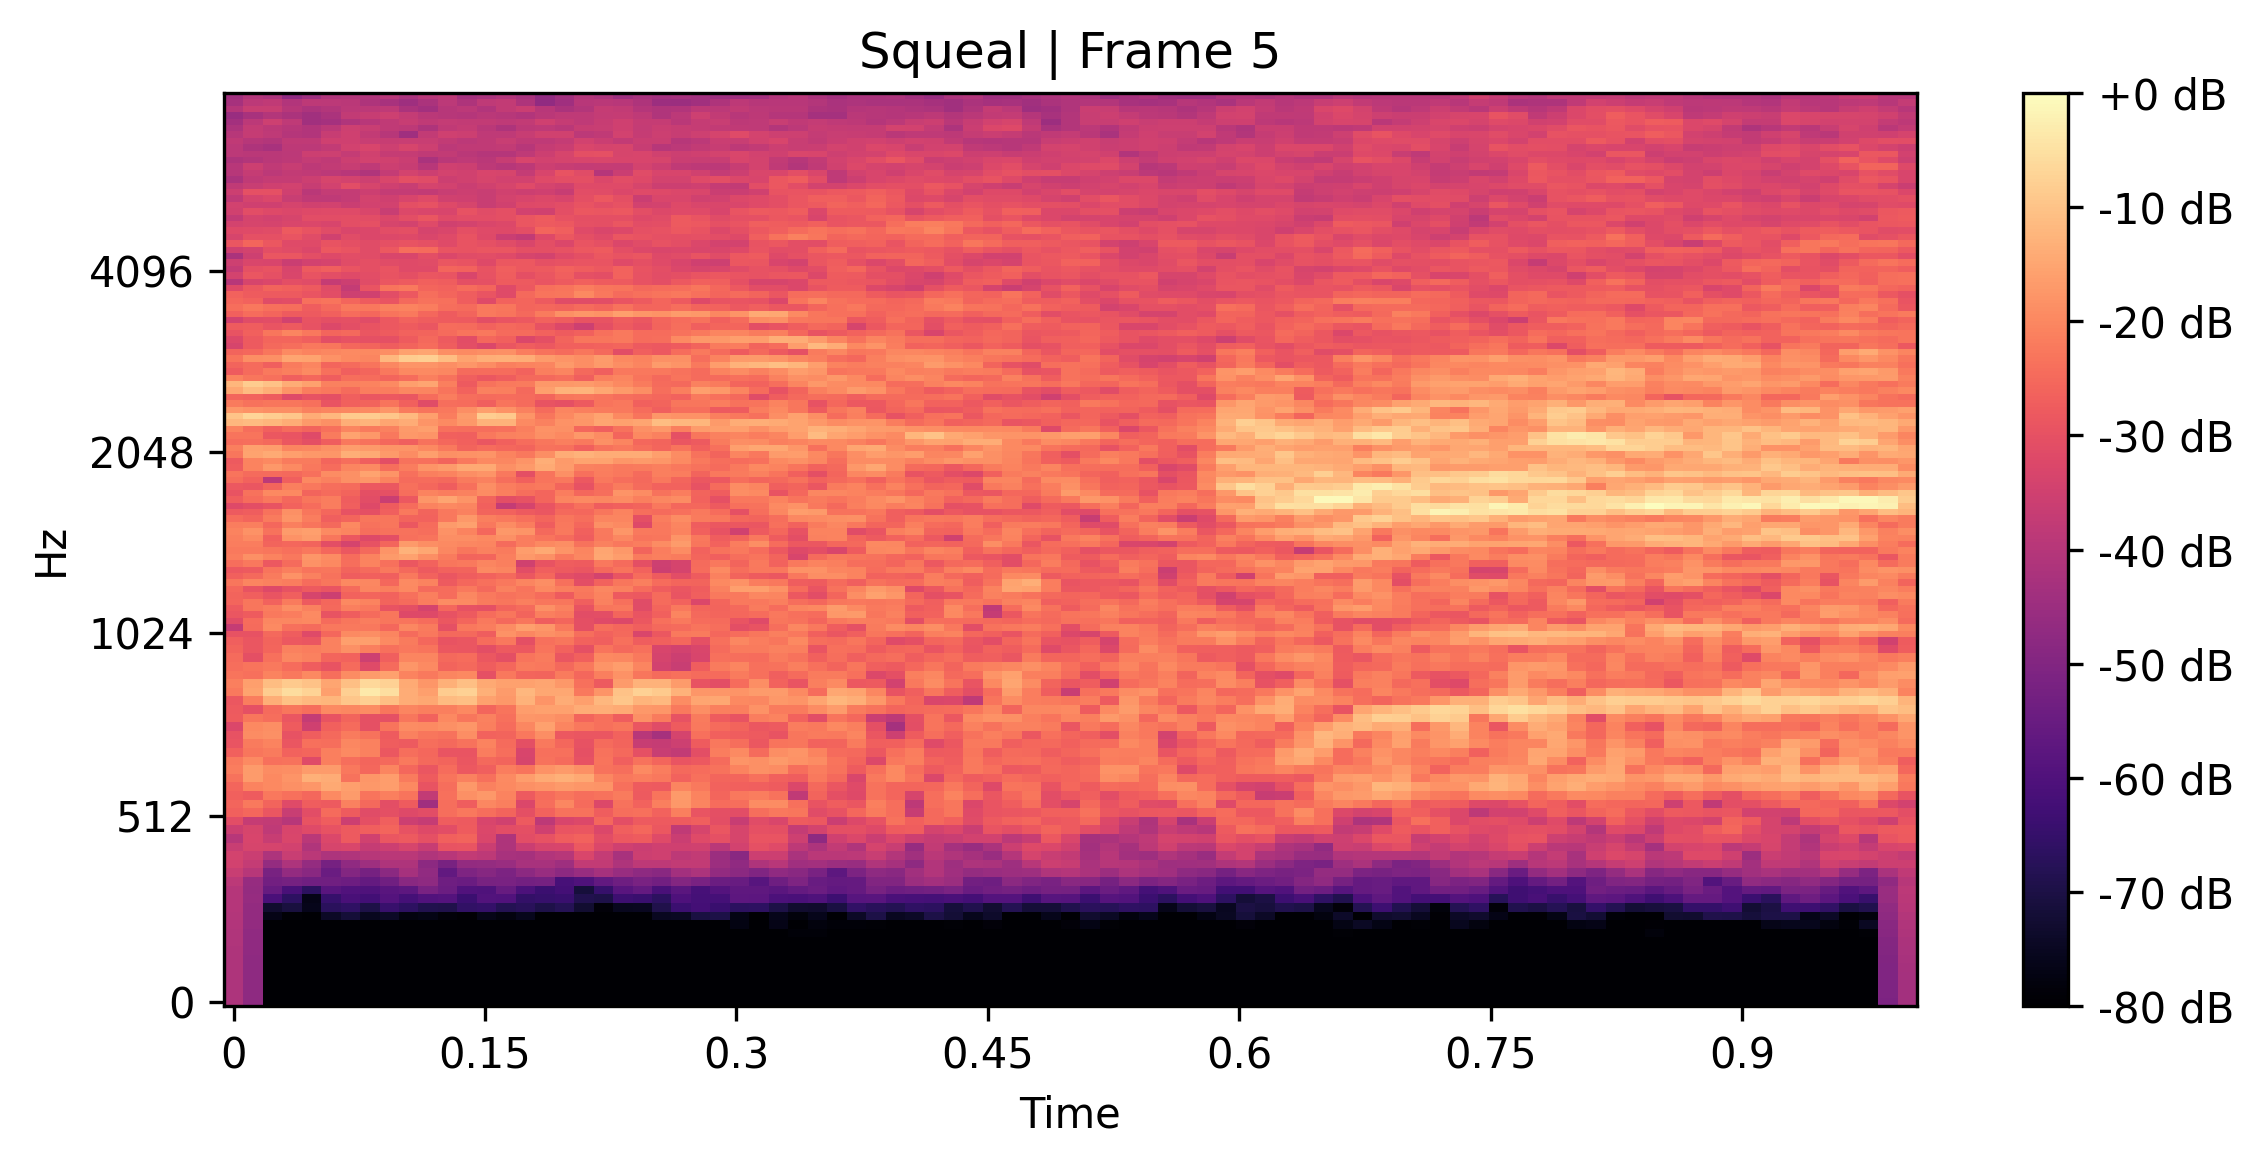 Squeal | Frame 5
+0 dB
-10 dB
-20 dB
-30 dB
-40 dB
-50 dB
-60 dB
-70 dB
-80 dB
Hz
4096
2048
1024
512
0
0 0.15 0.3 0.45 0.6 0.75 0.9
Time